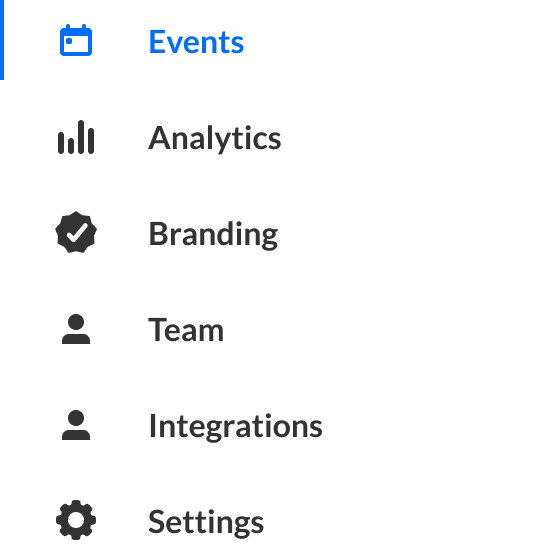 Events
Analytics
Branding
Team
Integrations
Settings